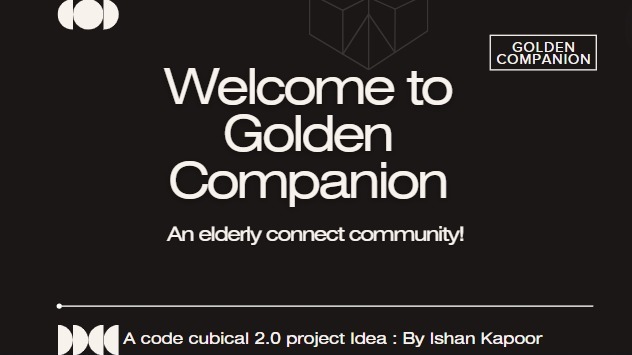 GOLDEN
COMPANION
Welcome to
Golden
Companion
An elderly connect community!
A code cubical 2.0 project Idea : By Ishan Kapoor